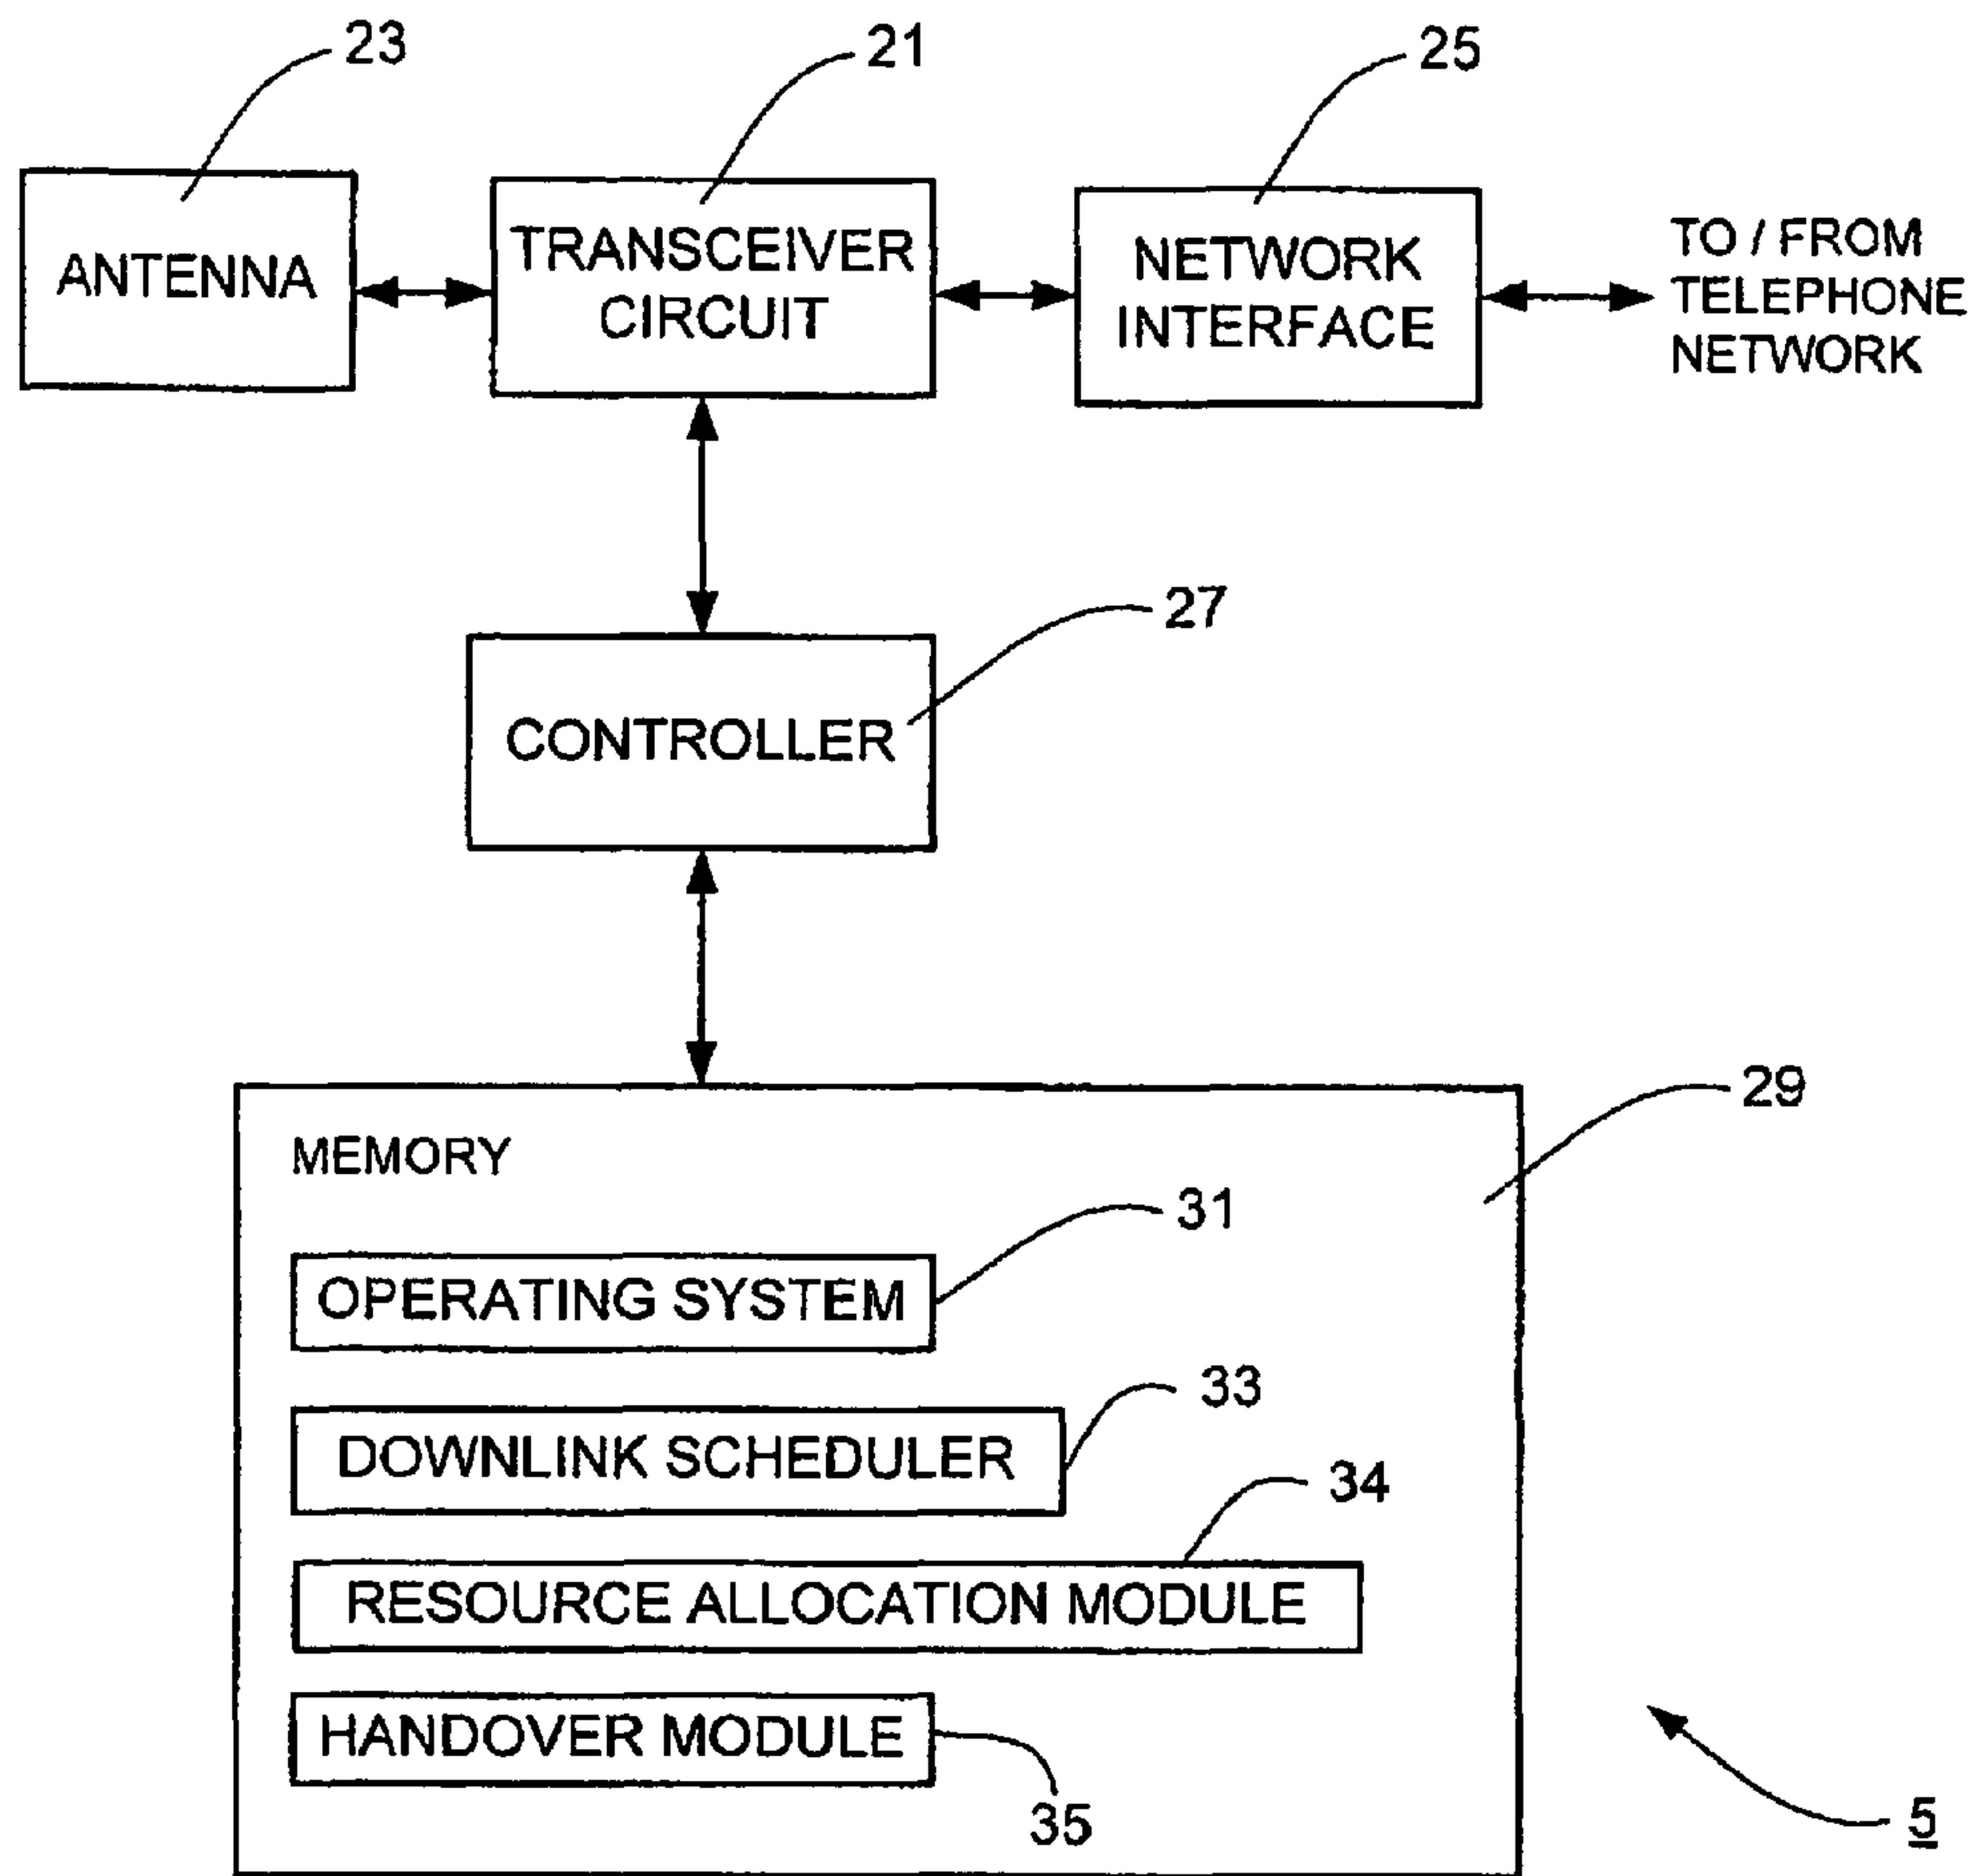 23
21
25
ANTENNA
TRANSCEIVER
CIRCUIT
NETWORK
INTERFACE
TO / FROM
TELEPHONE
NETWORK
27
CONTROLLER
29
MEMORY
31
OPERATING SYSTEM
33
DOWNLINK SCHEDULER
34
RESOURCE ALLOCATION MODULE
HANDOVER MODULE
35
5